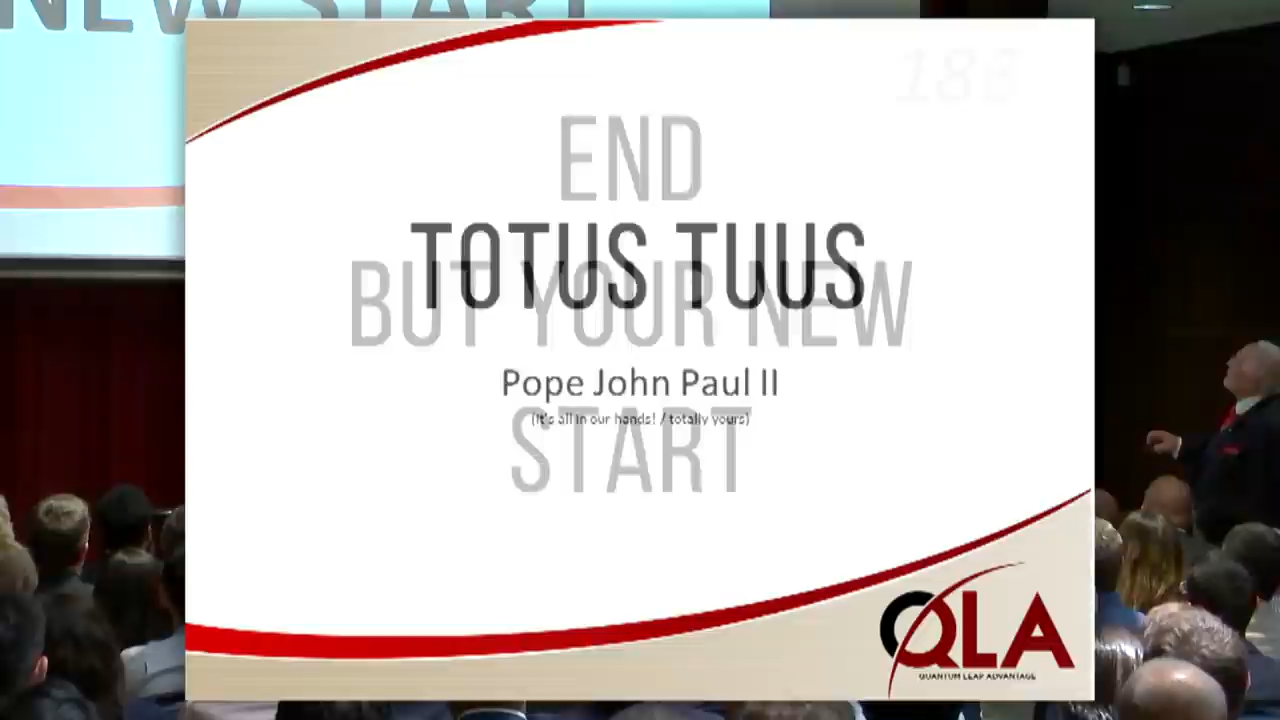 NEW START
183
END
TOTUS TUUS
BUT YOUR NEW
Pope John Paul II
(It's all in our hands! / totally yours)
START
QLA
QUANTUM LEAP ADVANTAGE